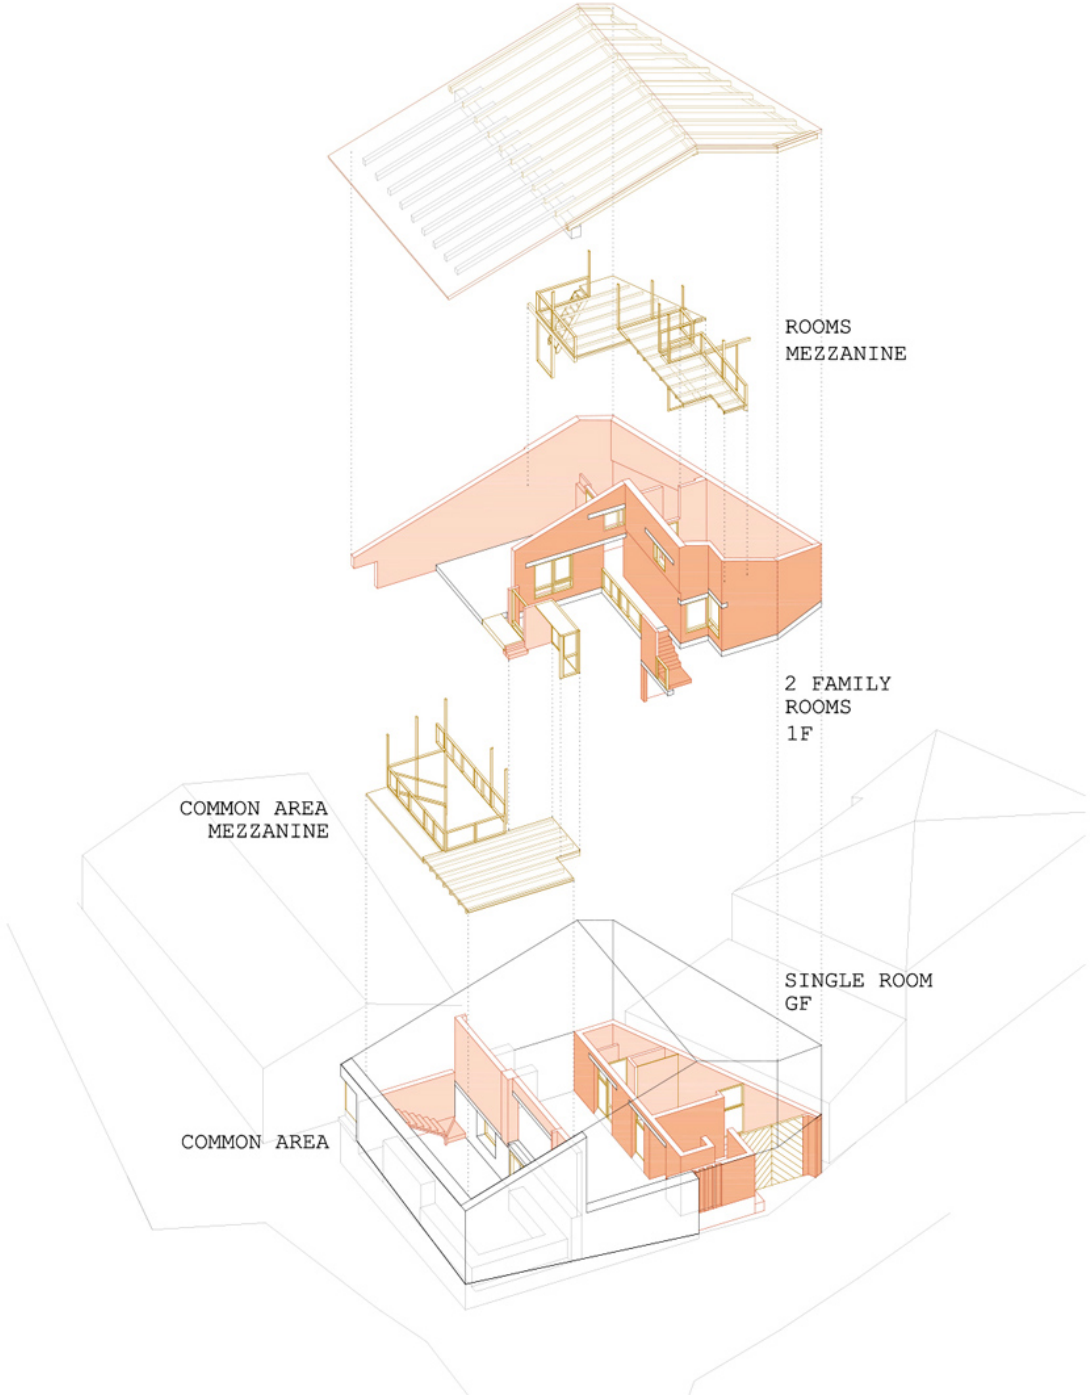 ROOMS
MEZZANINE
2 FAMILY
ROOMS
1F
COMMON AREA
MEZZANINE
SINGLE ROOM
GF
COMMON AREA